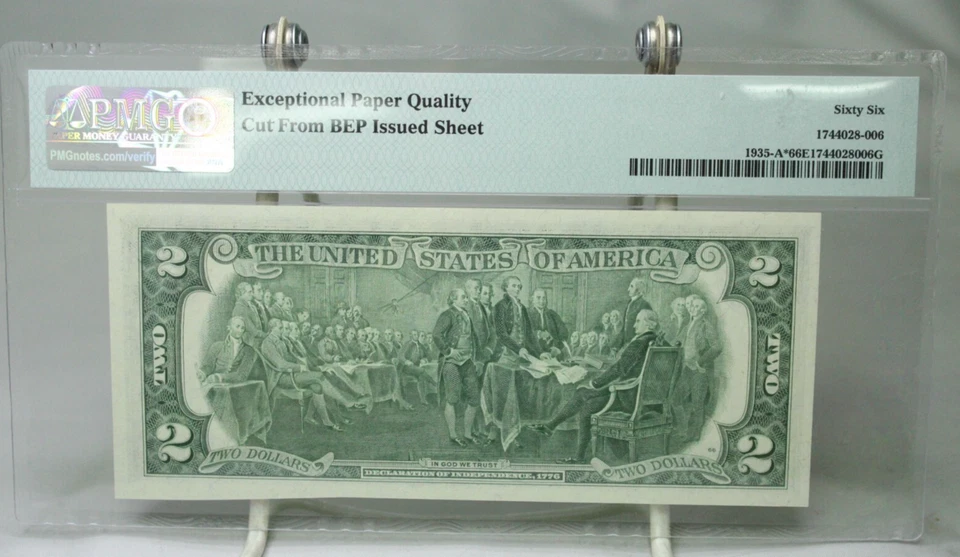 PMG
PAPER MONEY GUARANTY
PMGnotes.com/verify
Exceptional Paper Quality
Cut From BEP Issued Sheet
Sixty Six
1744028-006
1935-A*66E1744028006G
2
2
THE UNITED STATES OF AMERICA
TWO
TWO
2
2
TWO DOLLARS
IN GOD WE TRUST
TWO DOLLARS
DECLARATION OF INDEPENDENCE, 1776